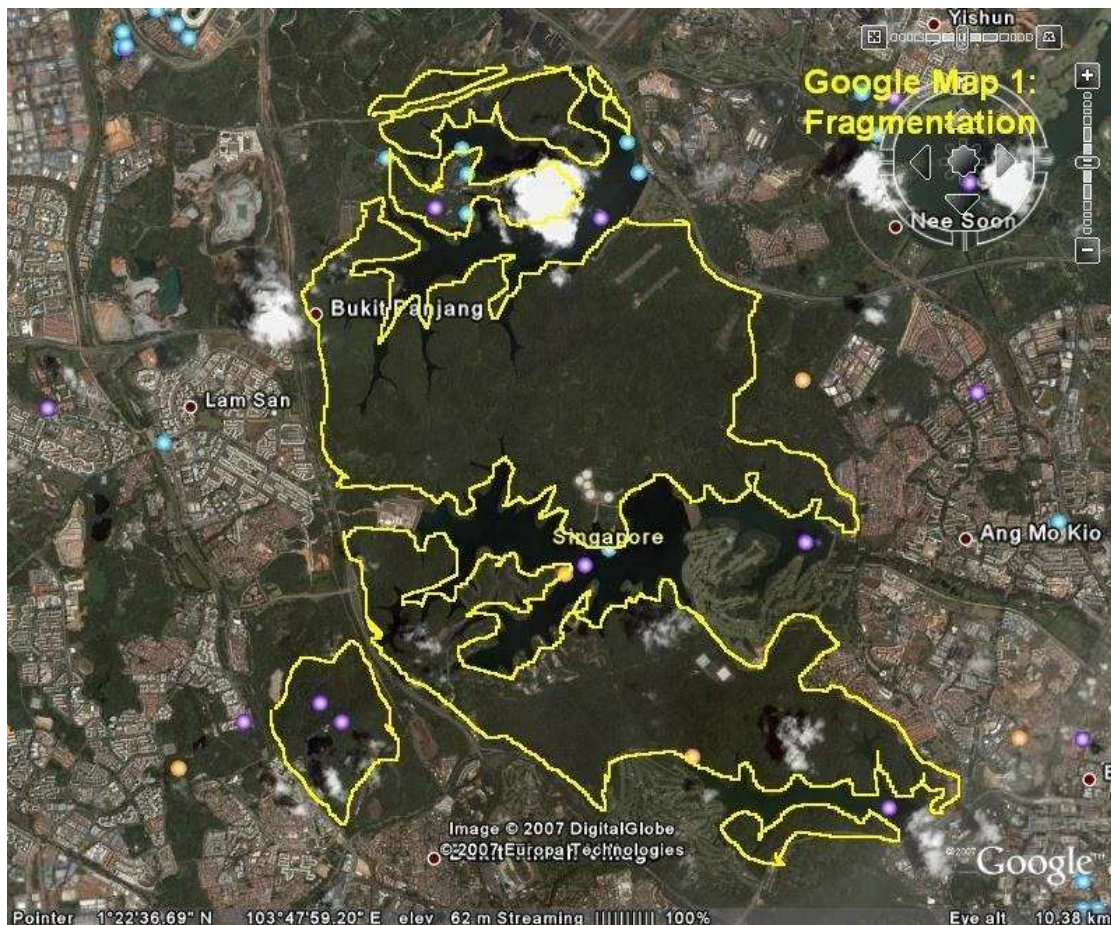 Yishun
Google Map 1:
Fragmentation
Nee Soon
Bukit Panjang
Lam San
Singapore
Ang Mo Kio
Image © 2007 DigitalGlobe
© 2007 Europa Technologies
© 2007 Google™
Pointer 1°22'36.69" N 103°47'59.20" E elev 62 m Streaming |||||||||| 100% Eye alt 10.38 km